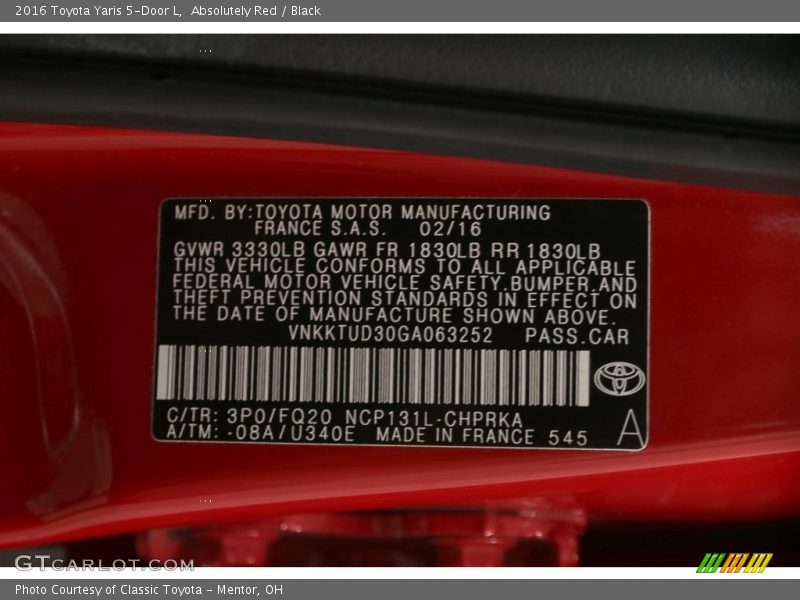 2016 Toyota Yaris 5-Door L,  Absolutely Red / Black
MFD. BY:TOYOTA MOTOR MANUFACTURING
FRANCE S.A.S.    02/16
GVWR 3330LB GAWR FR 1830LB RR 1830LB
THIS VEHICLE CONFORMS TO ALL APPLICABLE
FEDERAL MOTOR VEHICLE SAFETY,BUMPER,AND
THEFT PREVENTION STANDARDS IN EFFECT ON
THE DATE OF MANUFACTURE SHOWN ABOVE.
VNKKTUD30GA063252    PASS.CAR
C/TR: 3P0/FQ20  NCP131L-CHPRKA
A/TM: -08A/U340E   MADE IN FRANCE  545
A
GTCARLOT.COM
Photo Courtesy of Classic Toyota - Mentor, OH